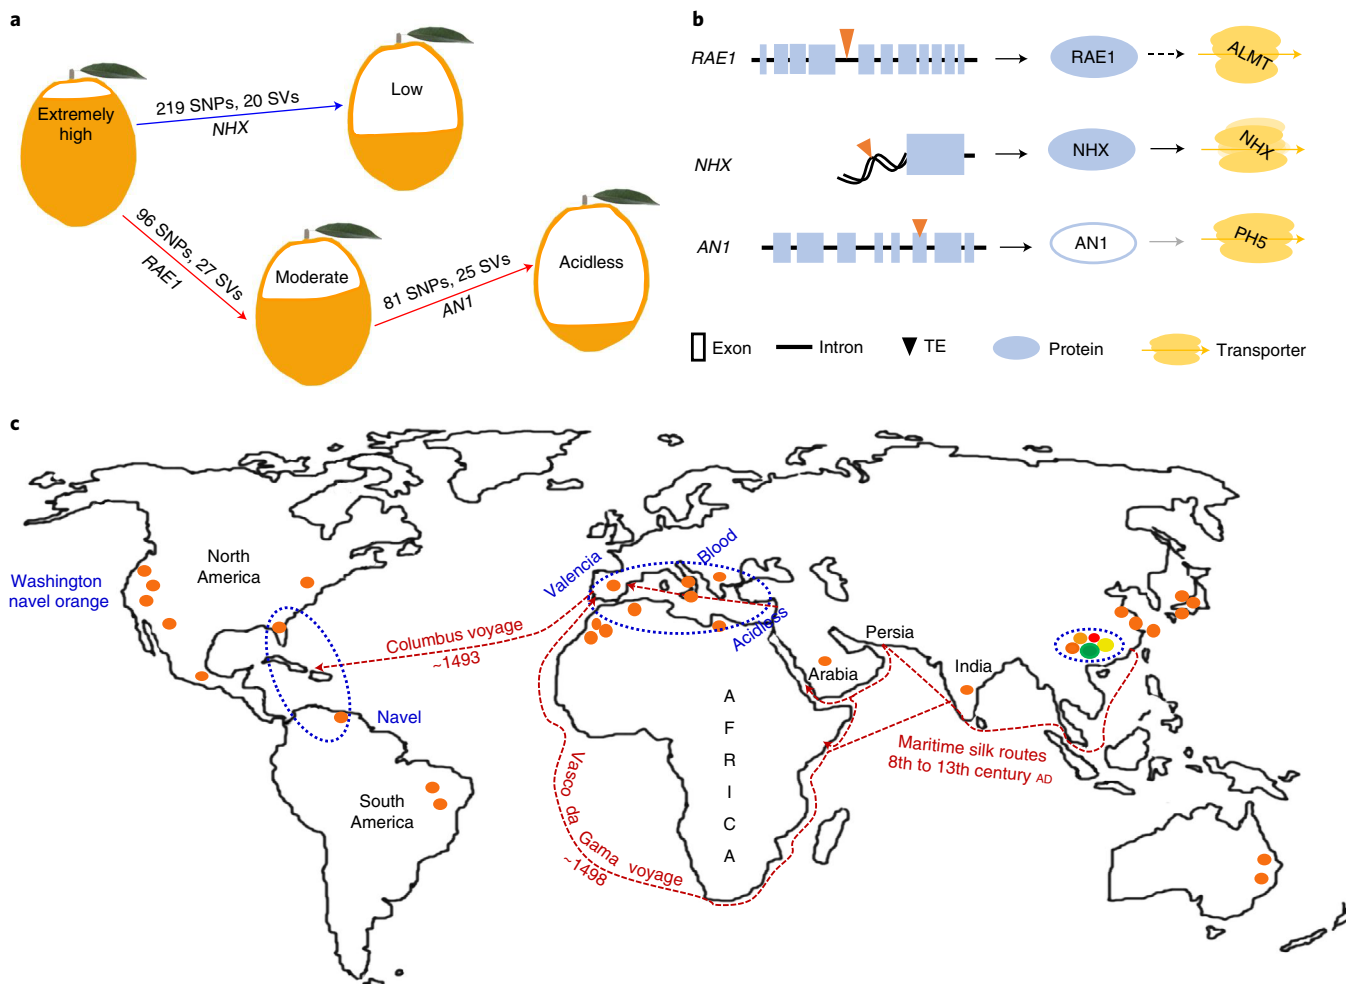 a
Extremely
high
219 SNPs, 20 SVs
NHX
Low
96 SNPs, 27 SVs
RAE1
Moderate
81 SNPs, 25 SVs
AN1
Acidless
b
RAE1
RAE1
ALMT
NHX
NHX
NHX
AN1
AN1
PH5
Exon
Intron
TE
Protein
Transporter
c
North
America
Washington
navel orange
Columbus voyage
~1493
Navel
South
America
Valencia
Blood
Acidless
Persia
Arabia
India
AFRICA
Maritime silk routes
8th to 13th century AD
Vasco da Gama voyage
~1498